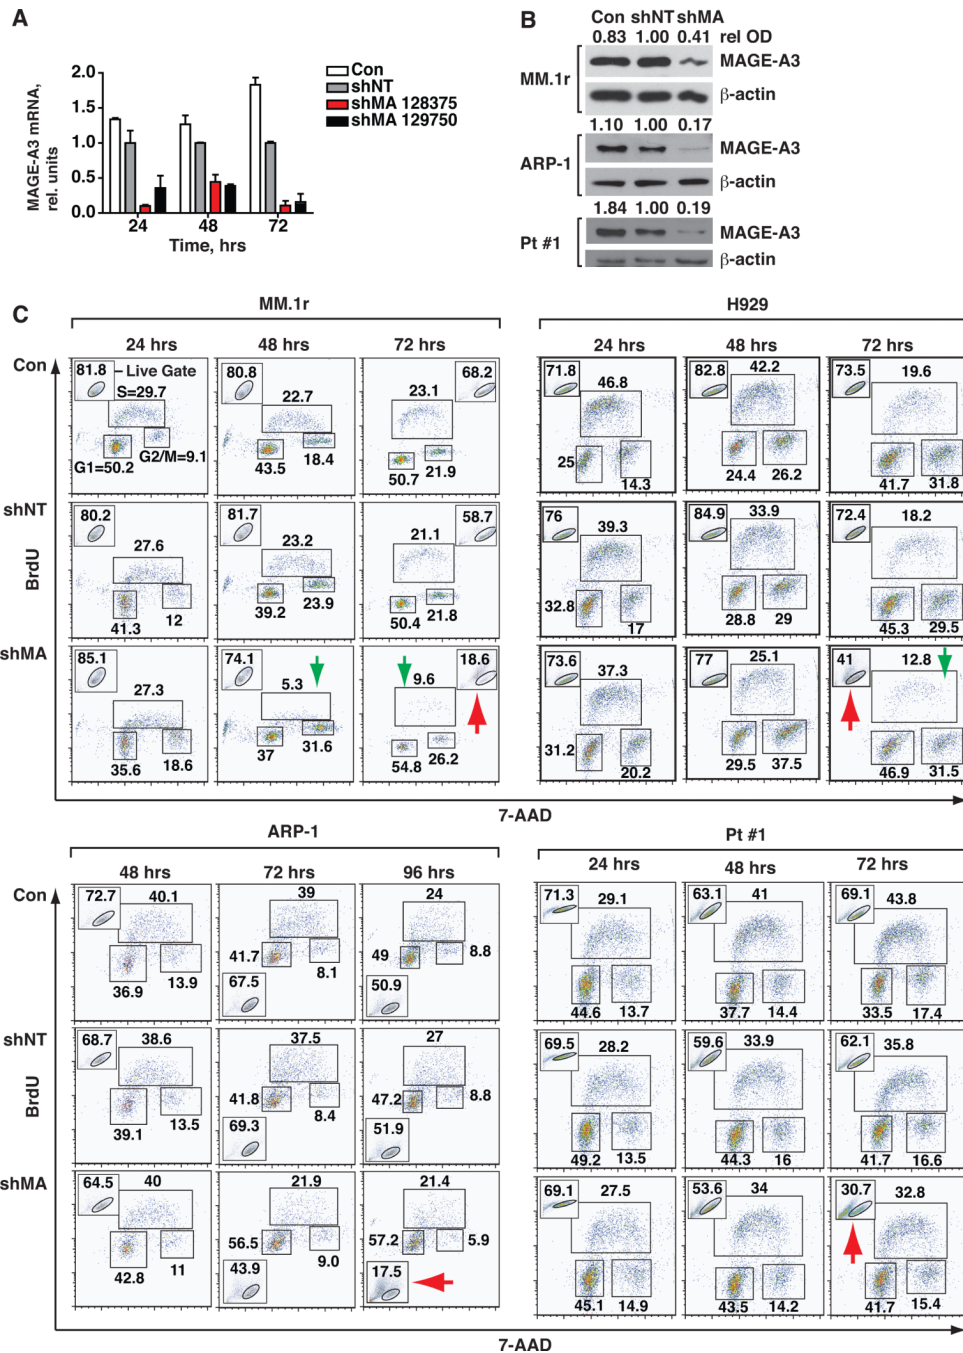 A
2.0
1.5
1.0
0.5
0.0
MAGE-A3 mRNA,
rel. units
24 48 72
Time, hrs
Con
shNT
shMA 128375
shMA 129750
B
Con shNT shMA
0.83 1.00 0.41 rel OD
MM.1r
MAGE-A3
β-actin
1.10 1.00 0.17
ARP-1
MAGE-A3
β-actin
1.84 1.00 0.19
Pt #1
MAGE-A3
β-actin
C
MM.1r
24 hrs 48 hrs 72 hrs
Con
81.8 Live Gate
S=29.7
G1=50.2 G2/M=9.1
80.8
22.7
43.5 18.4
68.2
23.1
50.7 21.9
shNT
80.2
27.6
41.3 12
81.7
23.2
39.2 23.9
58.7
21.1
50.4 21.8
shMA
85.1
27.3
35.6 18.6
74.1
5.3
37 31.6
18.6
9.6
54.8 26.2
BrdU
H929
24 hrs 48 hrs 72 hrs
71.8
46.8
25 14.3
82.8
42.2
24.4 26.2
73.5
19.6
41.7 31.8
76
39.3
32.8 17
84.9
33.9
28.8 29
72.4
18.2
45.3 29.5
73.6
37.3
31.2 20.2
77
25.1
29.5 37.5
41
12.8
46.9 31.5
7-AAD
ARP-1
48 hrs 72 hrs 96 hrs
Con
72.7
40.1
36.9 13.9
39
41.7 8.1
67.5
24
49 8.8
50.9
shNT
68.7
38.6
39.1 13.5
37.5
41.8 8.4
69.3
27
47.2 8.8
51.9
shMA
64.5
40
42.8 11
21.9
56.5 9.0
43.9
21.4
57.2 5.9
17.5
BrdU
Pt #1
24 hrs 48 hrs 72 hrs
71.3
29.1
44.6 13.7
63.1
41
37.7 14.4
69.1
43.8
33.5 17.4
69.5
28.2
49.2 13.5
59.6
33.9
44.3 16
62.1
35.8
41.7 16.6
69.1
27.5
45.1 14.9
53.6
34
43.5 14.2
30.7
32.8
41.7 15.4
7-AAD